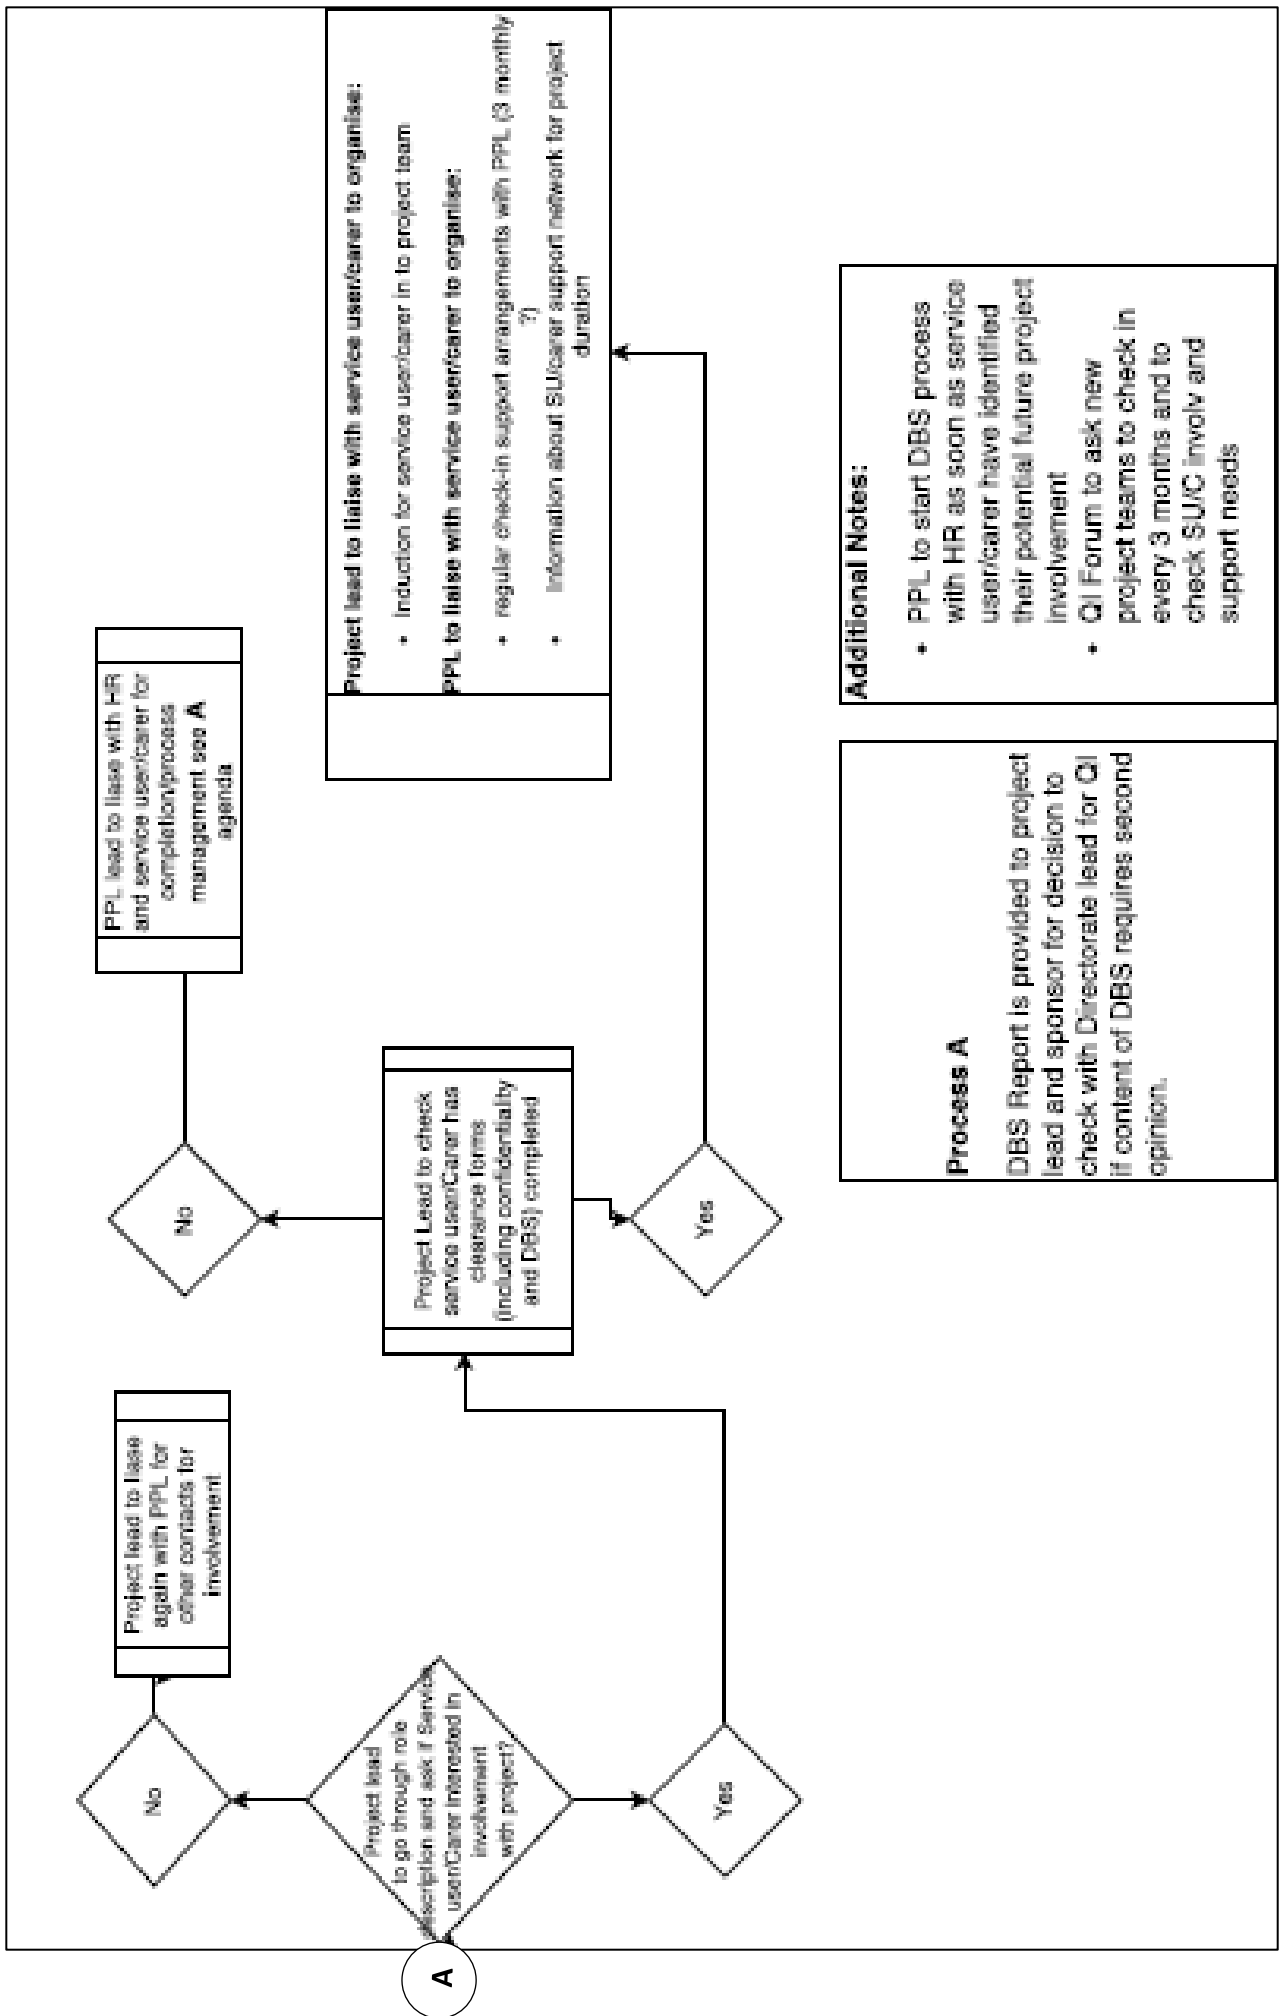 A
Project lead
to go through role
discription and ask if Service
user/Carer Interested in
involvement
with project?
No
Project lead to liase
again with PPL for
other contacts for
involvement
Yes
Project Lead to check
service user/Carer has
clearance forms
(including confidentiality
and DBS) completed
No
PPL lead to liase with HR
and service user/carer for
completion/process
management see A
agenda
Yes
Project lead to liaise with service user/carer to organise:
• Induction for service user/carer in to project team
PPL to liaise with service user/carer to organise:
• regular check-in support arrangements with PPL (3 monthly
?)
• Information about SU/carer support network for project
duration
Process A
DBS Report is provided to project
lead and sponsor for decision to
check with Directorate lead for QI
if content of DBS requires second
opinion.
Additional Notes:
• PPL to start DBS process
with HR as soon as service
user/carer have identified
their potential future project
involvement
• QI Forum to ask new
project teams to check in
every 3 months and to
check SU/C involv and
support needs